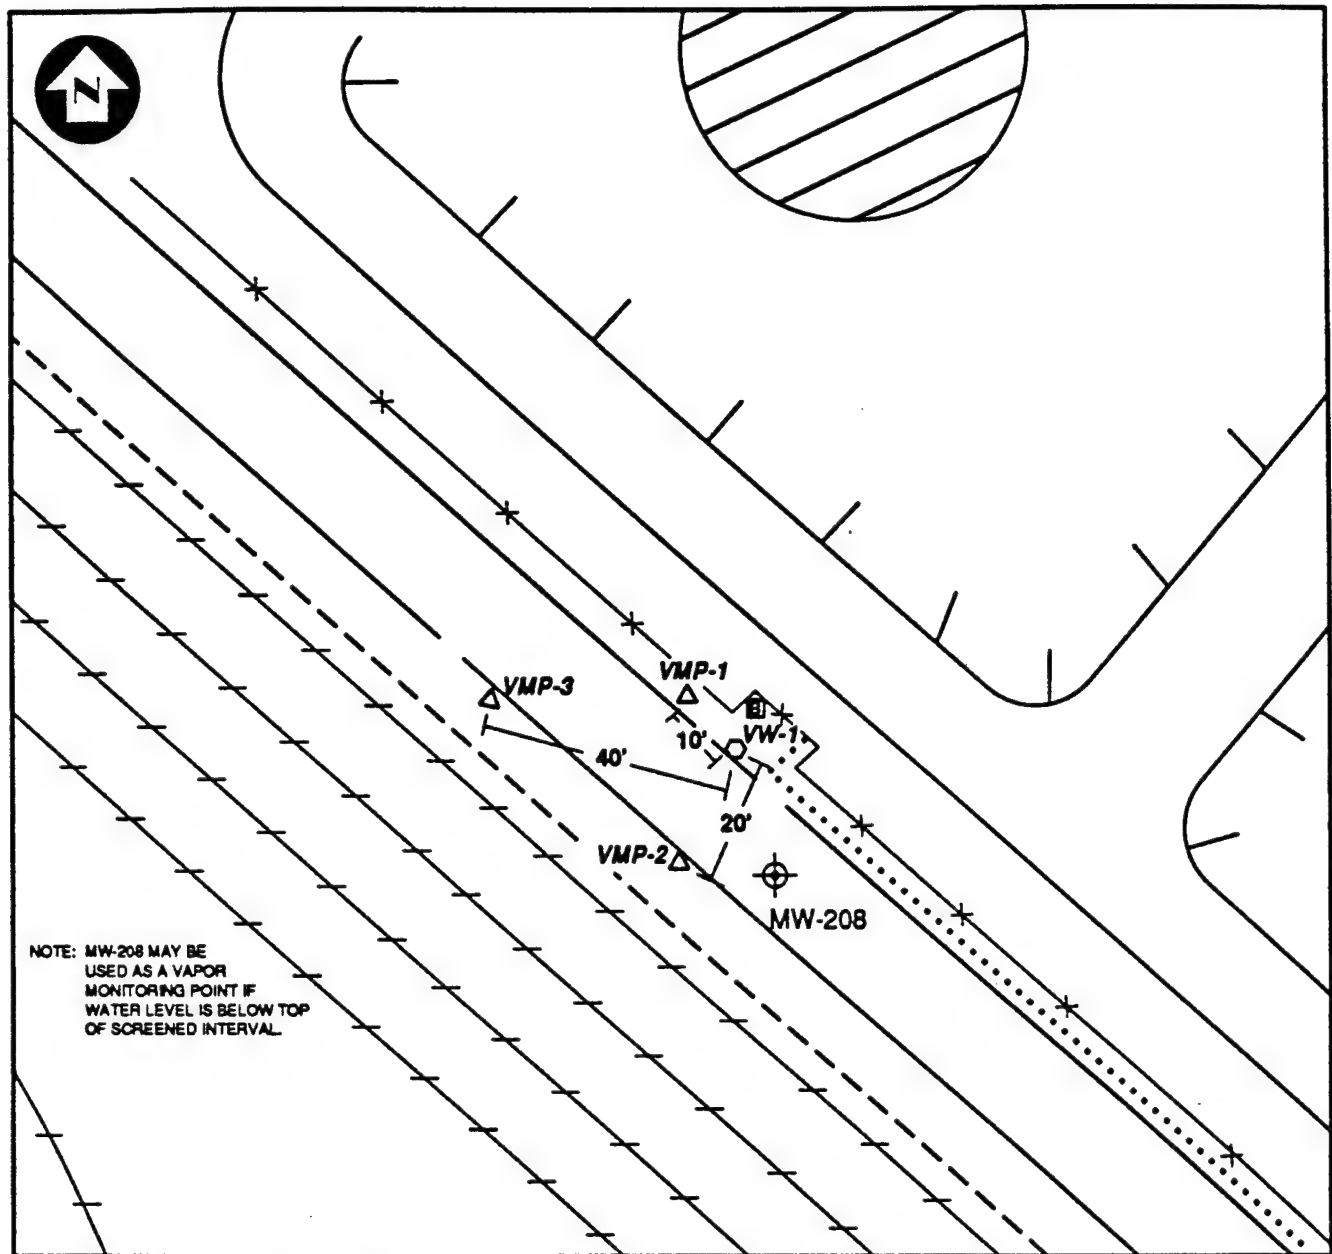 N
VMP-1
VMP-3
B
VW-1
10'
40'
20'
VMP-2
MW-208
NOTE: MW-208 MAY BE
USED AS A VAPOR
MONITORING POINT IF
WATER LEVEL IS BELOW TOP
OF SCREENED INTERVAL.